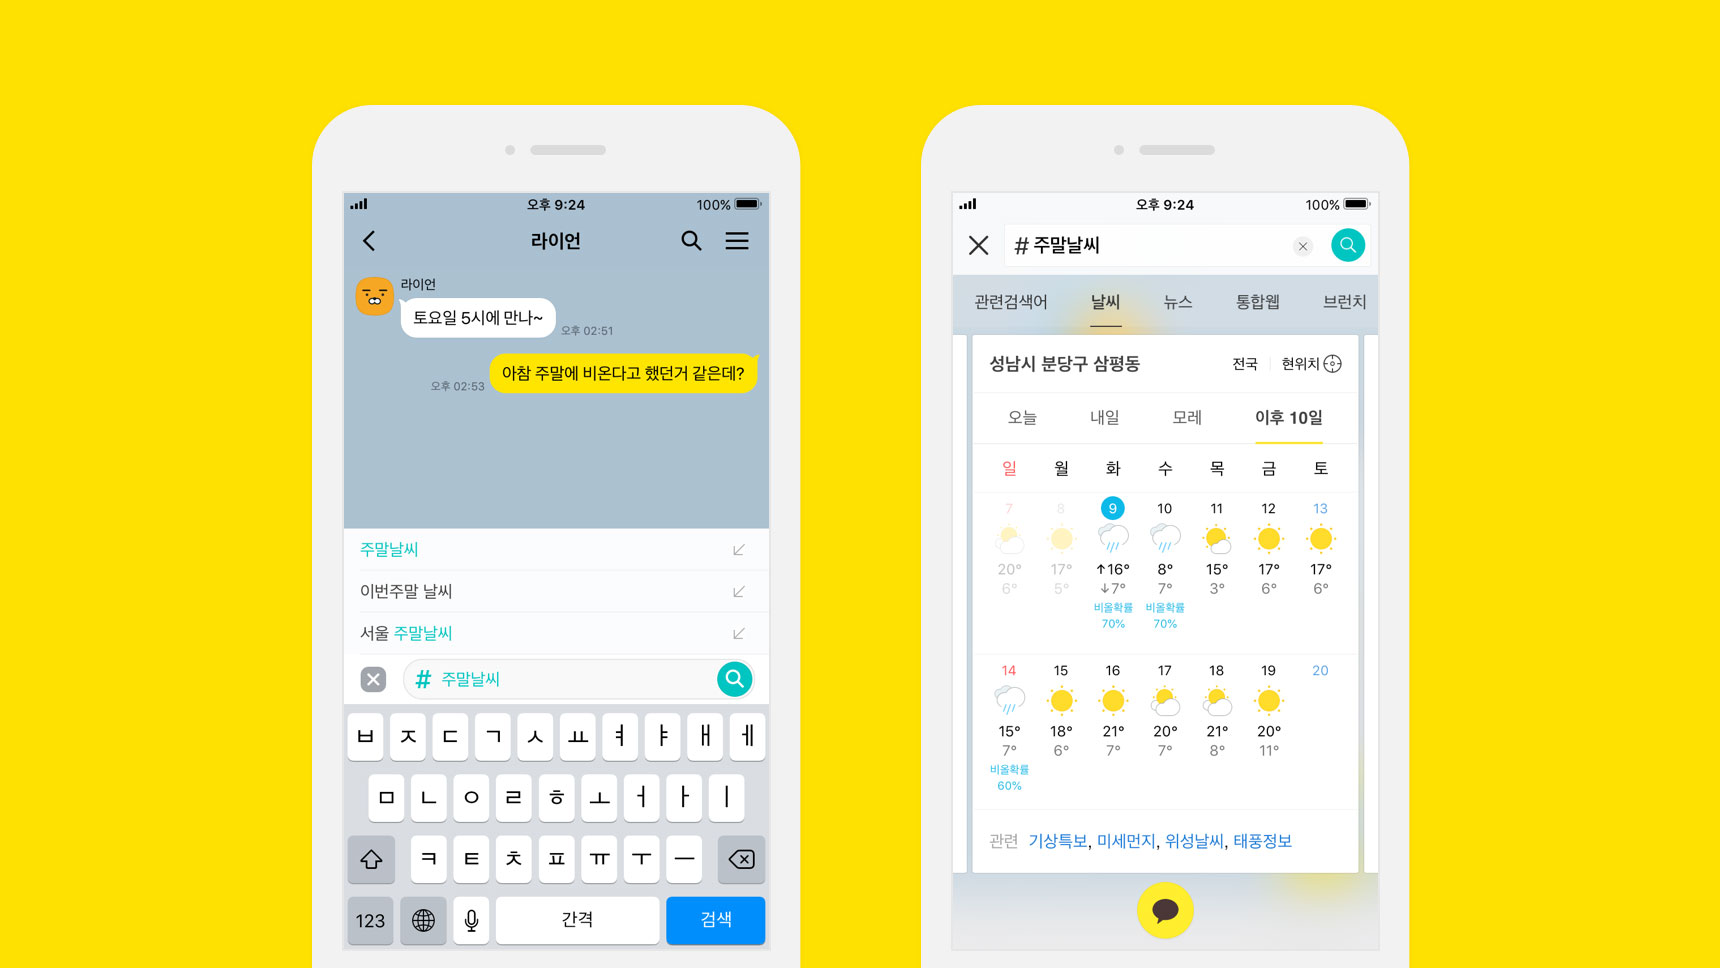 오후 9:24
100%
라이언
라이언
토요일 5시에 만나~
오후 02:51
아참 주말에 비온다고 했던거 같은데?
오후 02:53
주말날씨
이번주말 날씨
서울 주말날씨
# 주말날씨
ㅂ ㅈ ㄷ ㄱ ㅅ ㅛ ㅕ ㅑ ㅐ ㅔ
ㅁ ㄴ ㅇ ㄹ ㅎ ㅗ ㅓ ㅏ ㅣ
ㅋ ㅌ ㅊ ㅍ ㅠ ㅜ ㅡ
123 간격 검색
오후 9:24
100%
# 주말날씨
관련검색어 날씨 뉴스 통합웹 브런치
성남시 분당구 삼평동 전국 현위치
오늘 내일 모레 이후 10일
일 월 화 수 목 금 토
7 8 9 10 11 12 13
20° 17° ↑16° 8° 15° 17° 17°
6° 5° ↓7° 7° 3° 6° 6°
비올확률 비올확률
70% 70%
14 15 16 17 18 19 20
15° 18° 21° 20° 21° 20°
7° 6° 7° 7° 8° 11°
비올확률
60%
관련 기상특보, 미세먼지, 위성날씨, 태풍정보